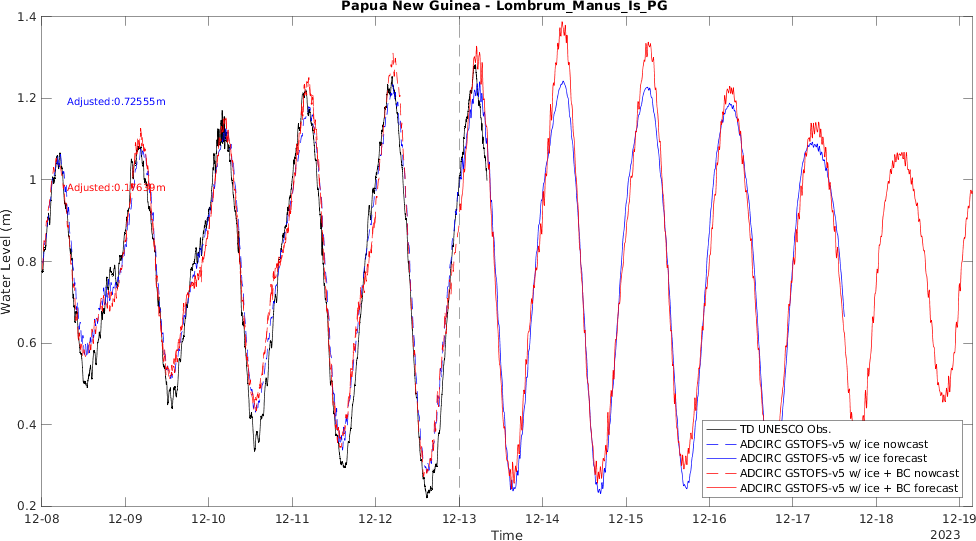 Papua New Guinea - Lombrum_Manus_Is_PG
1.4
1.2
1
0.8
0.6
0.4
0.2
Water Level (m)
Adjusted:0.72555m
Adjusted:0.17639m
TD UNESCO Obs.
ADCIRC GSTOFS-v5 w/ ice nowcast
ADCIRC GSTOFS-v5 w/ ice forecast
ADCIRC GSTOFS-v5 w/ ice + BC nowcast
ADCIRC GSTOFS-v5 w/ ice + BC forecast
12-08 12-09 12-10 12-11 12-12 12-13 12-14 12-15 12-16 12-17 12-18 12-19
Time
2023